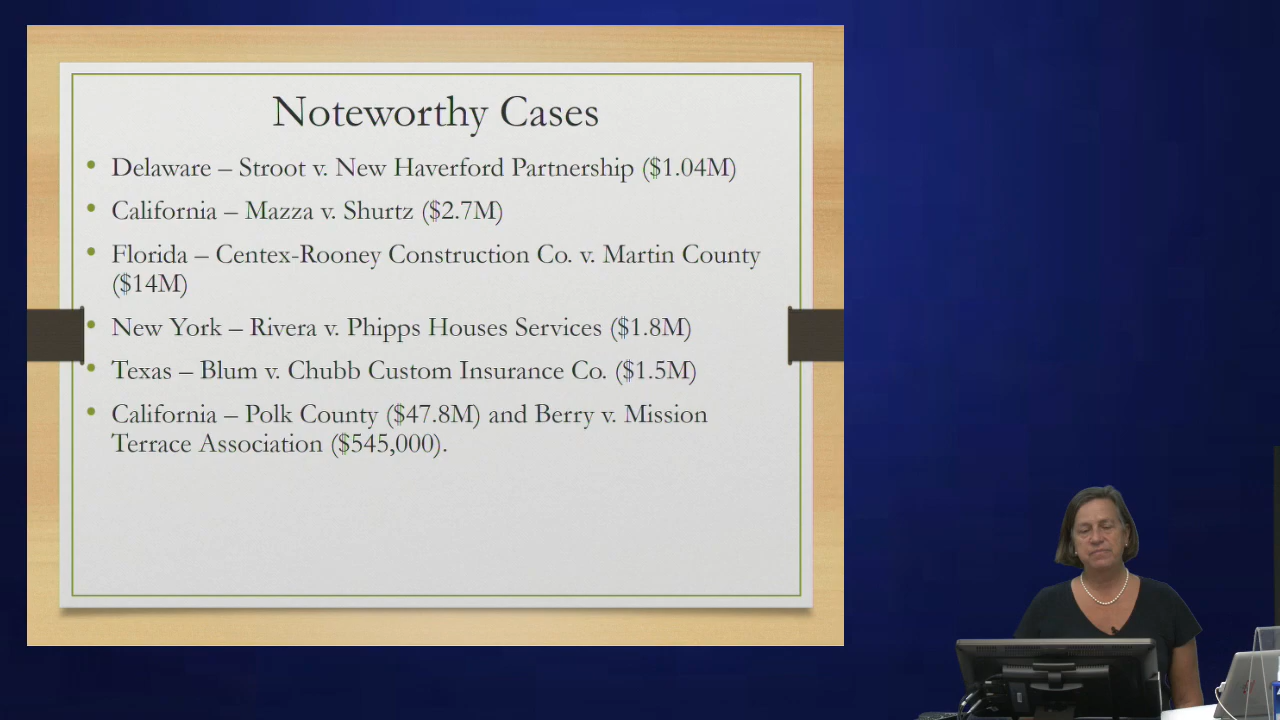 Noteworthy Cases
• Delaware – Stroot v. New Haverford Partnership ($1.04M)
• California – Mazza v. Shurtz ($2.7M)
• Florida – Centex-Rooney Construction Co. v. Martin County
($14M)
• New York – Rivera v. Phipps Houses Services ($1.8M)
• Texas – Blum v. Chubb Custom Insurance Co. ($1.5M)
• California – Polk County ($47.8M) and Berry v. Mission
Terrace Association ($545,000).